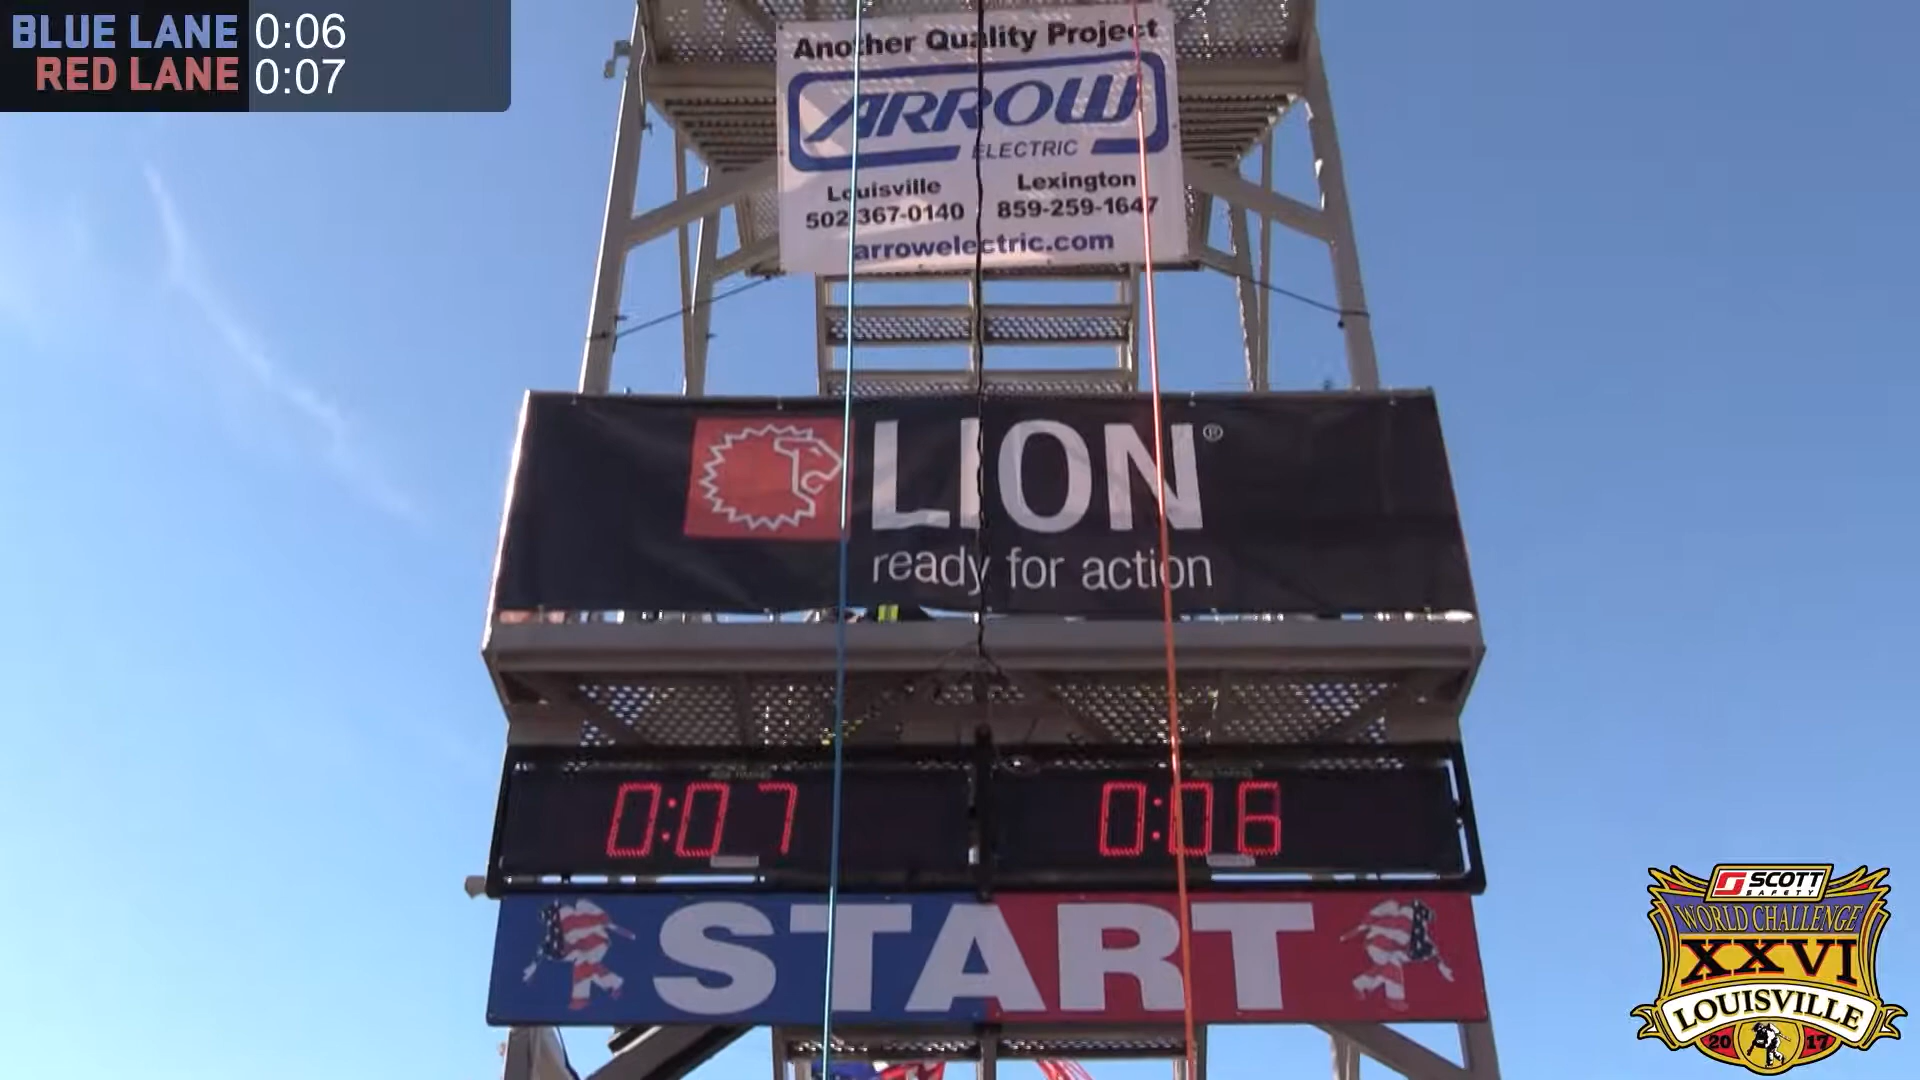 BLUE LANE 0:06
RED LANE 0:07
Another Quality Project
ARROW
ELECTRIC
Louisville Lexington
502-367-0140 859-259-1647
arrowelectric.com
LION®
ready for action
0:07 0:06
START
SCOTT
SAFETY
WORLD CHALLENGE
XXVI
LOUISVILLE
20 17